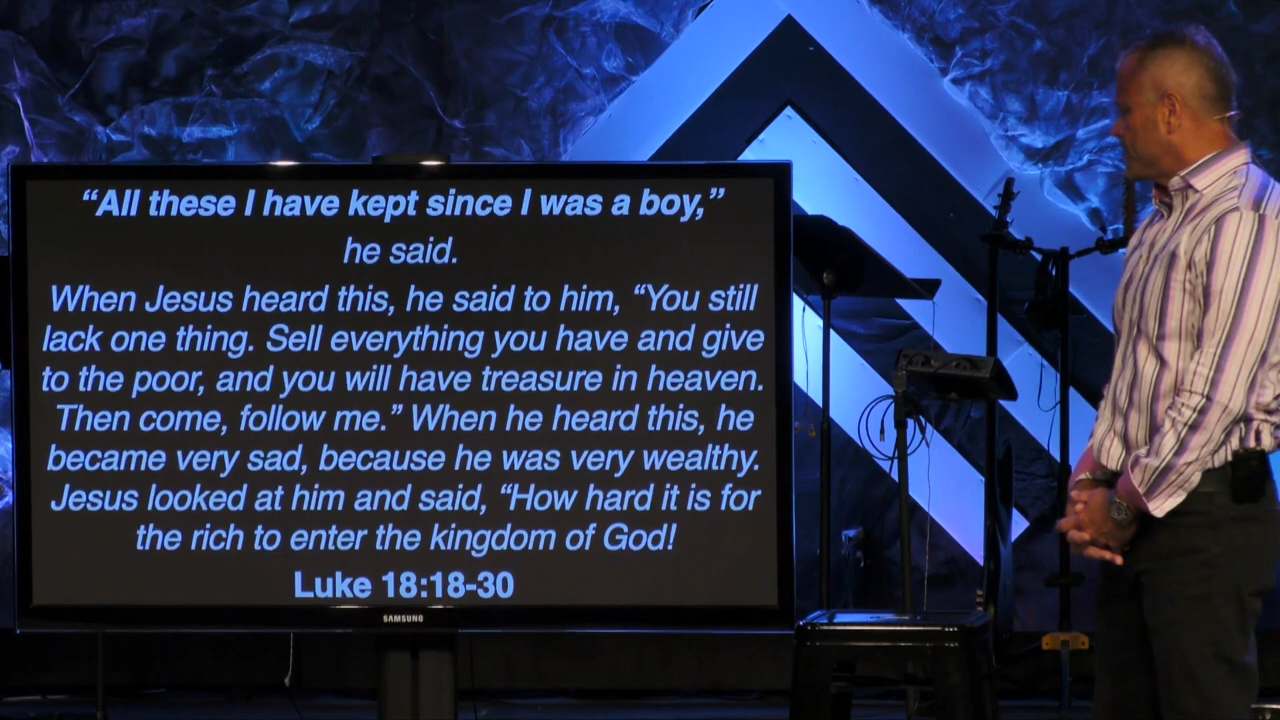 “All these I have kept since I was a boy,”
he said.
When Jesus heard this, he said to him, “You still
lack one thing. Sell everything you have and give
to the poor, and you will have treasure in heaven.
Then come, follow me.” When he heard this, he
became very sad, because he was very wealthy.
Jesus looked at him and said, “How hard it is for
the rich to enter the kingdom of God!
Luke 18:18-30
SAMSUNG